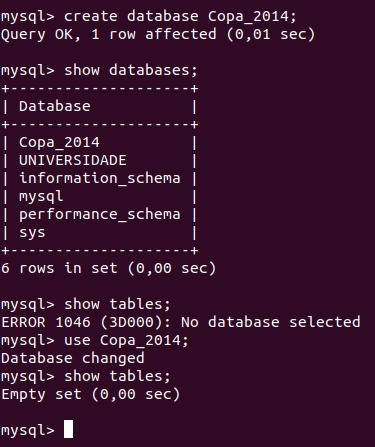 mysql> create database Copa_2014;
Query OK, 1 row affected (0,01 sec)
mysql> show databases;
+--------------------+
| Database           |
+--------------------+
| Copa_2014          |
| UNIVERSIDADE       |
| information_schema |
| mysql              |
| performance_schema |
| sys                |
+--------------------+
6 rows in set (0,00 sec)
mysql> show tables;
ERROR 1046 (3D000): No database selected
mysql> use Copa_2014;
Database changed
mysql> show tables;
Empty set (0,00 sec)
mysql>